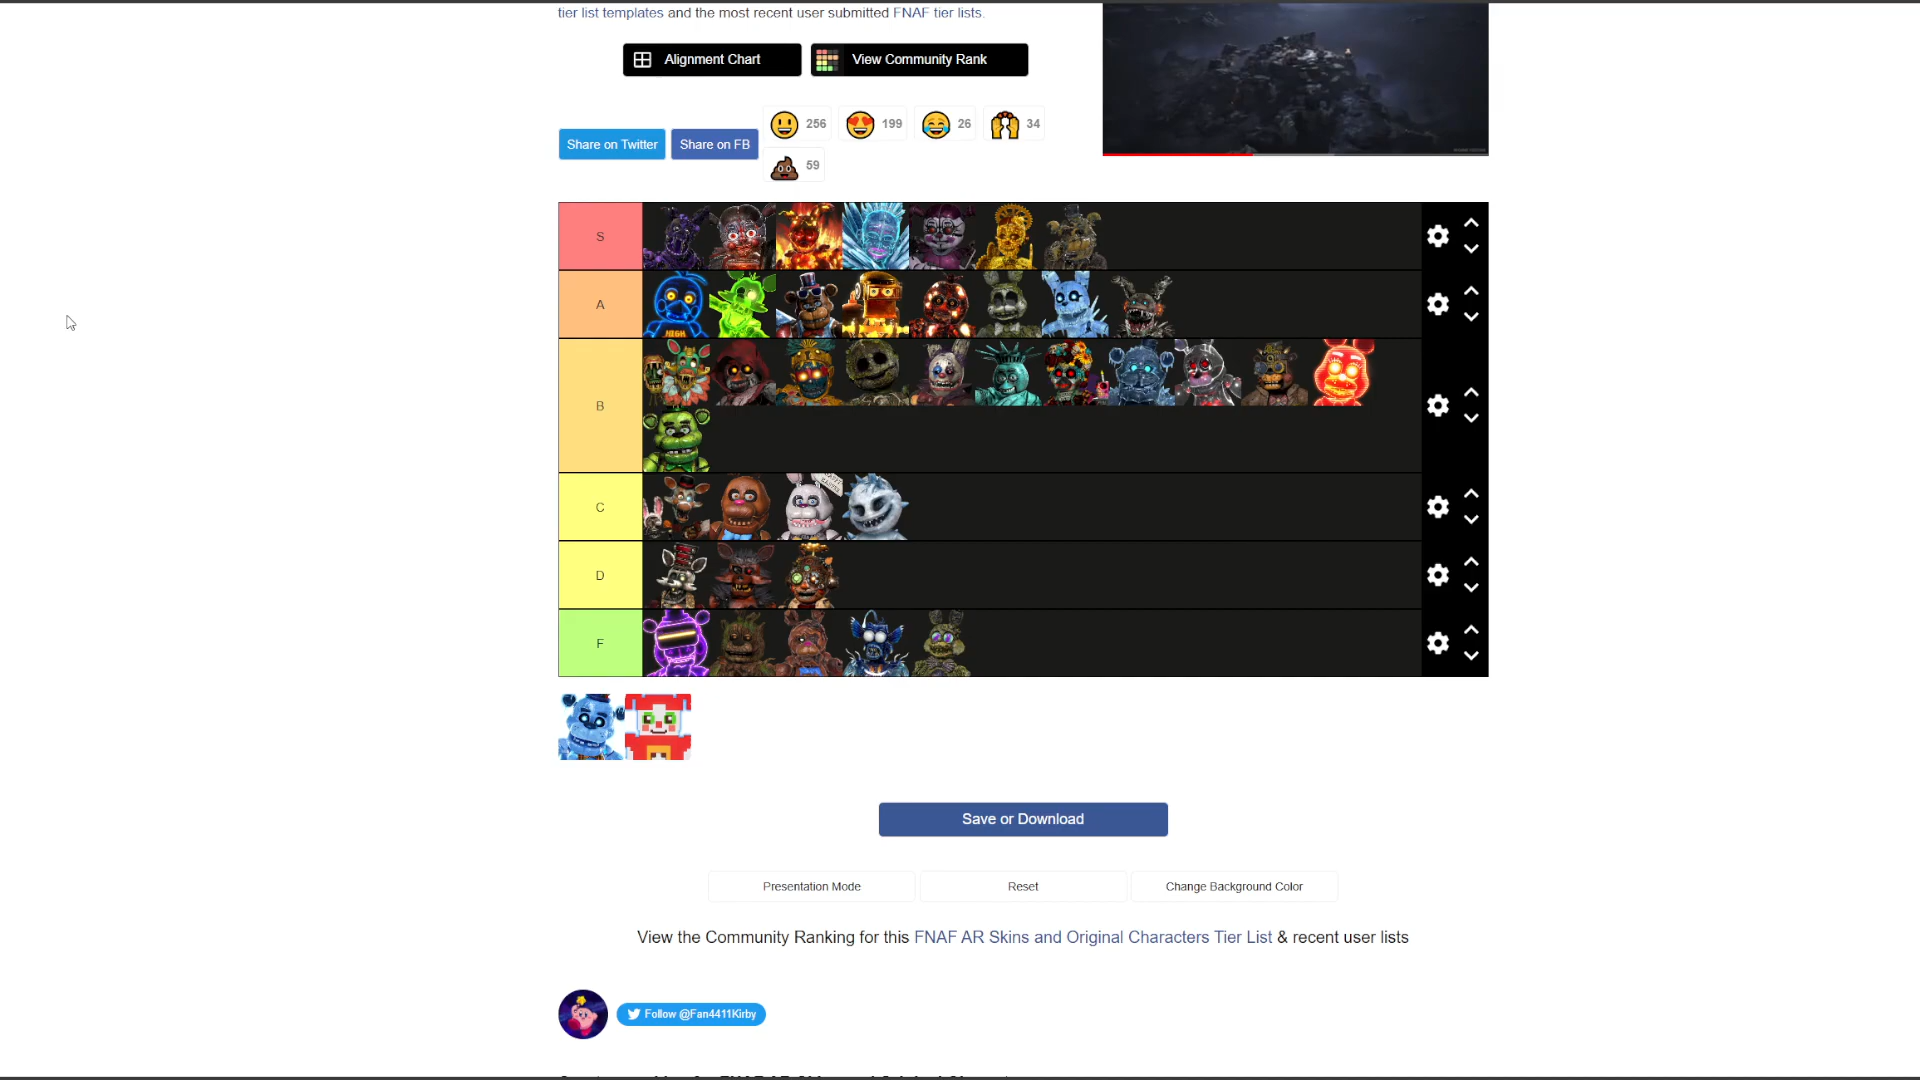 tier list templates and the most recent user submitted FNAF tier lists.
Alignment Chart
View Community Rank
256
199
26
34
Share on Twitter
Share on FB
59
S
A
HIGH
B
C
D
F
Save or Download
Presentation Mode
Reset
Change Background Color
View the Community Ranking for this FNAF AR Skins and Original Characters Tier List & recent user lists
Follow @Fan4411Kirby